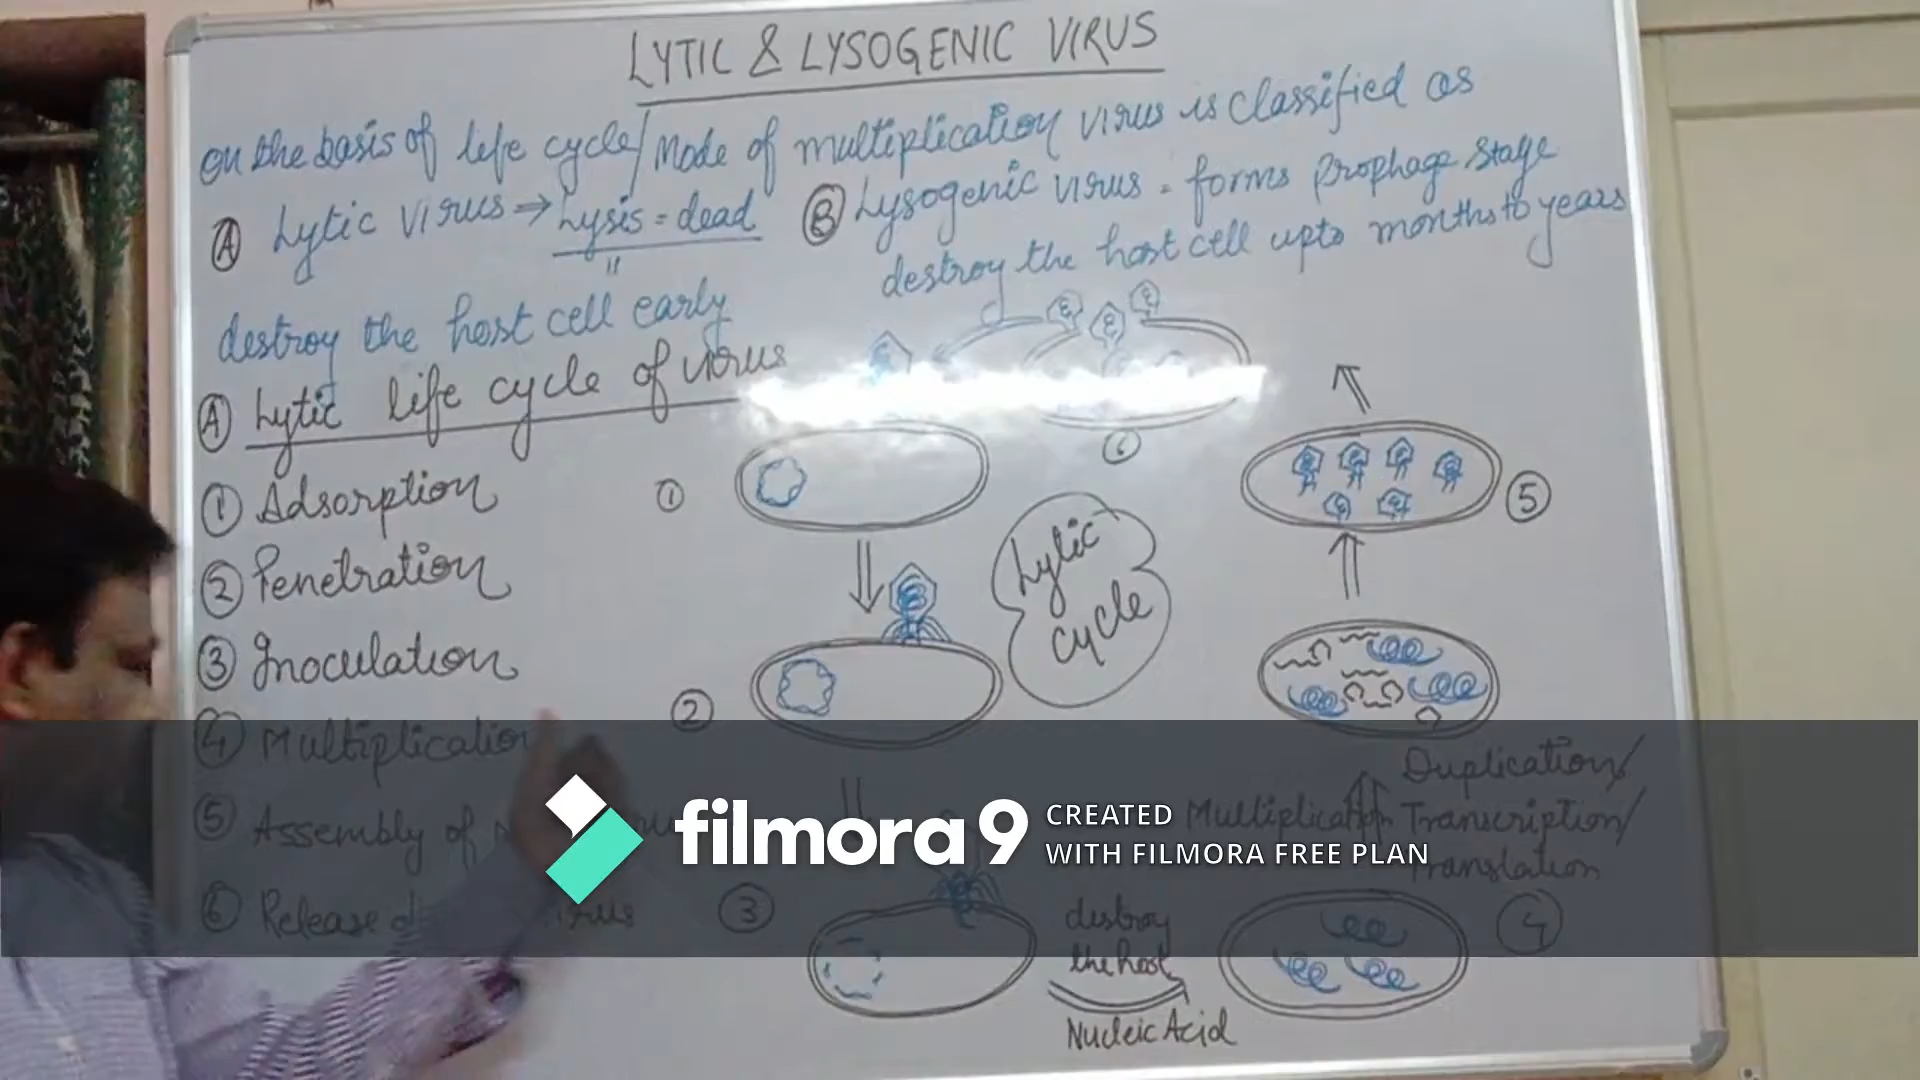 LYTIC & LYSOGENIC VIRUS
on the basis of life cycle/Mode of multiplication virus is classified as
Ⓐ Lytic virus ⇒ Lysis = dead
"
destroy the host cell early
Ⓑ Lysogenic virus = forms Prophage stage
destroy the host cell upto months to years
Ⓐ Lytic life cycle of virus
① Adsorption
② Penetration
③ Inoculation
④ Multiplication
⑤ Assembly of
⑥ Release
①
②
③
Lytic
cycle
⑥
⑤
Duplication/
Multiplication Transcription/
Translation
④
destroy
the host
Nucleic Acid
filmora9
CREATED
WITH FILMORA FREE PLAN